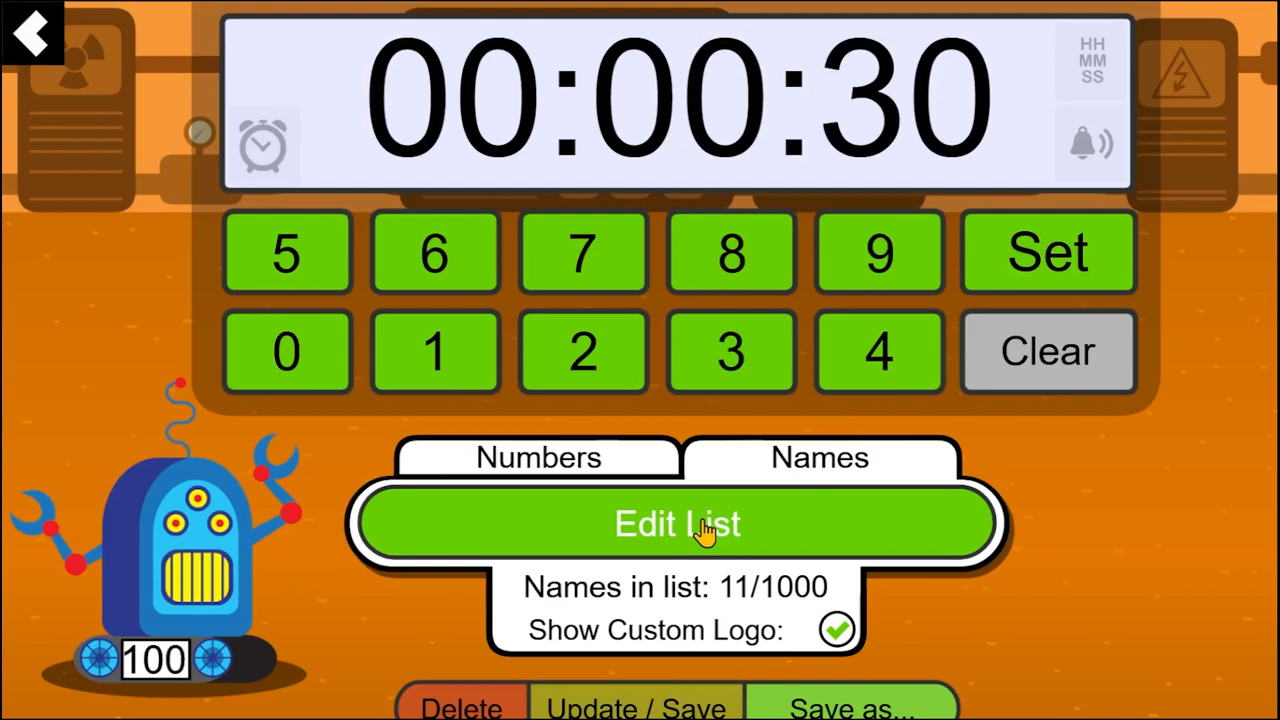 00:00:30
HH
MM
SS
5 6 7 8 9 Set
0 1 2 3 4 Clear
Numbers Names
Edit List
Names in list: 11/1000
Show Custom Logo:
100
Delete Update / Save Save as...